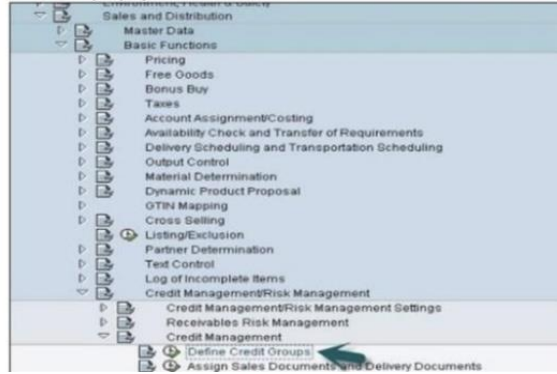 Environment, Health & Safety
Sales and Distribution
Master Data
Basic Functions
Pricing
Free Goods
Bonus Buy
Taxes
Account Assignment/Costing
Availability Check and Transfer of Requirements
Delivery Scheduling and Transportation Scheduling
Output Control
Material Determination
Dynamic Product Proposal
GTIN Mapping
Cross Selling
Listing/Exclusion
Partner Determination
Text Control
Log of Incomplete Items
Credit Management/Risk Management
Credit Management/Risk Management Settings
Receivables Risk Management
Credit Management
Define Credit Groups
Assign Sales Documents and Delivery Documents